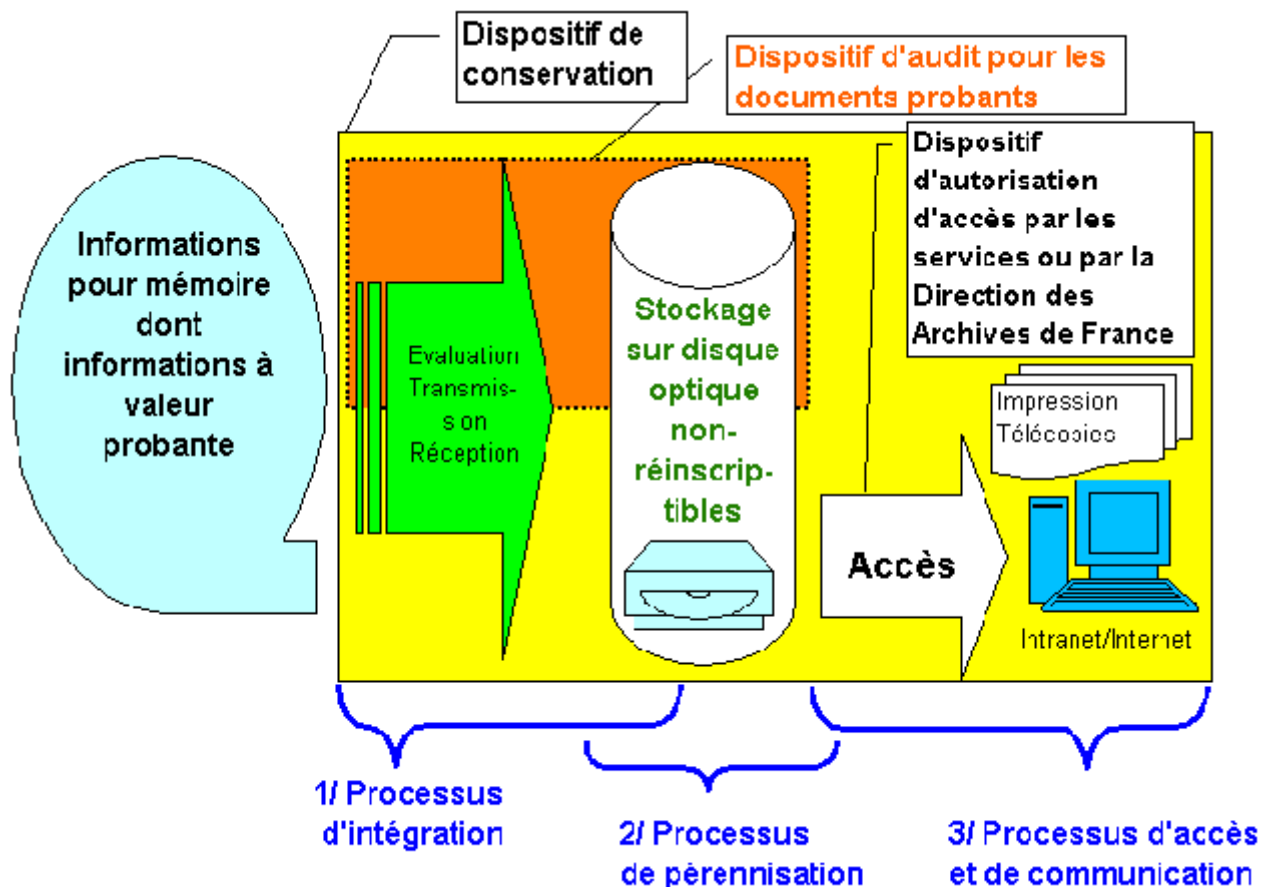 Dispositif de
conservation
Dispositif d'audit pour les
documents probants
Dispositif
d'autorisation
d'accès par les
services ou par la
Direction des
Archives de France
Informations
pour mémoire
dont
informations à
valeur
probante
Evaluation
Transmis-
sion
Réception
Stockage
sur disque
optique
non-
réinscrip-
tibles
Impression
Télécopies
Accès
Intranet/Internet
1/ Processus
d'intégration
2/ Processus
de pérennisation
3/ Processus d'accès
et de communication